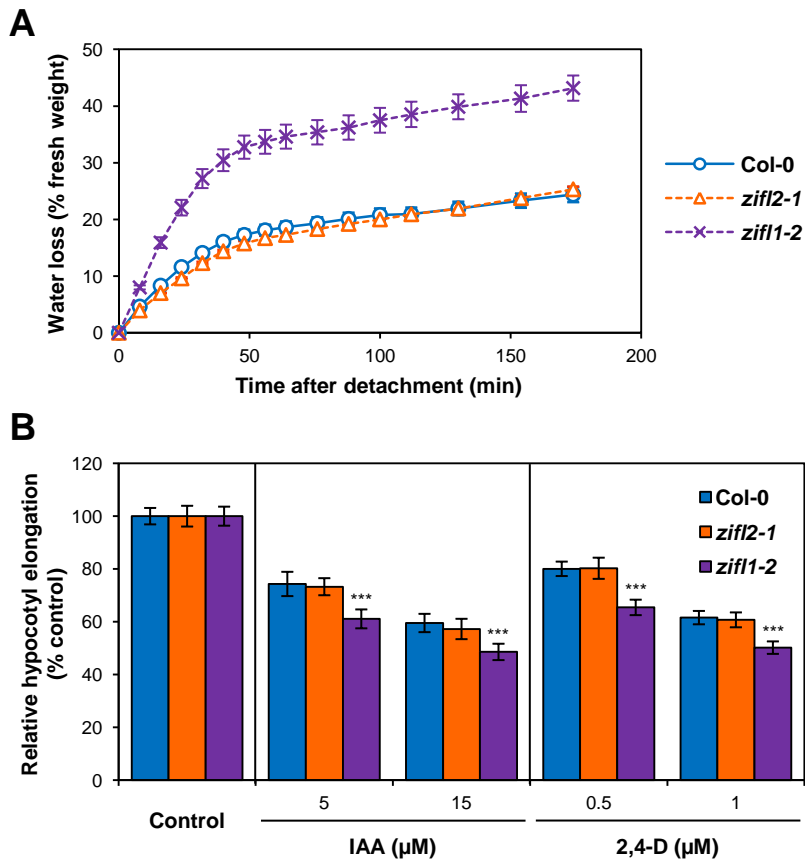 A
50
40
30
20
10
0
0 50 100 150 200
Water loss (% fresh weight)
Time after detachment (min)
Col-0
zifl2-1
zifl1-2
B
120
100
80
60
40
20
0
Relative hypocotyl elongation
(% control)
Col-0
zifl2-1
zifl1-2
*** *** *** ***
Control
5 15 0.5 1
IAA (µM) 2,4-D (µM)